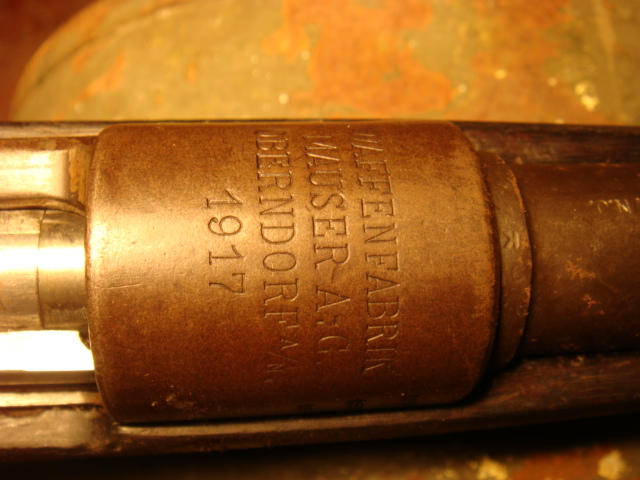 WAFFENFABRIK
MAUSER A-G
OBERNDORF A/N.
1917